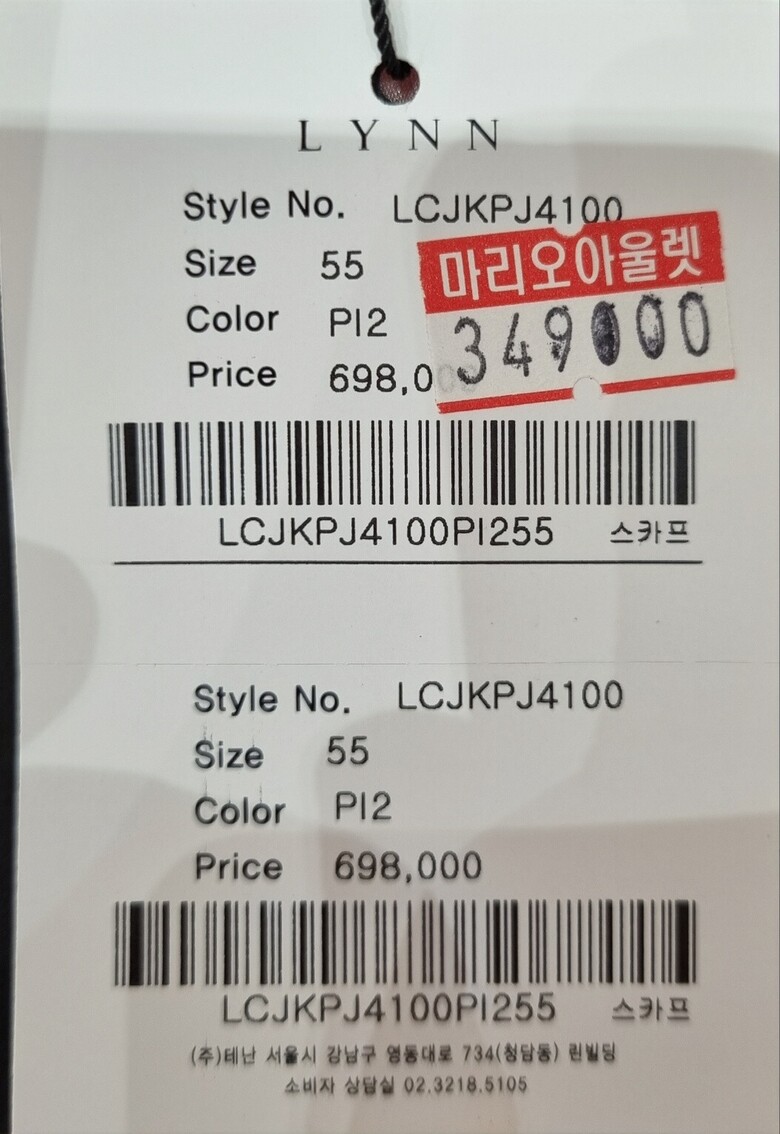 LYNN
Style No. LCJKPJ4100
마리오아울렛
Size 55
Color PI2
349000
Price 698,0
LCJKPJ4100PI255 스카프
Style No. LCJKPJ4100
Size 55
Color PI2
Price 698,000
LCJKPJ4100PI255 스카프
(주)테난 서울시 강남구 영동대로 734(청담동) 린빌딩
소비자 상담실 02.3218.5105